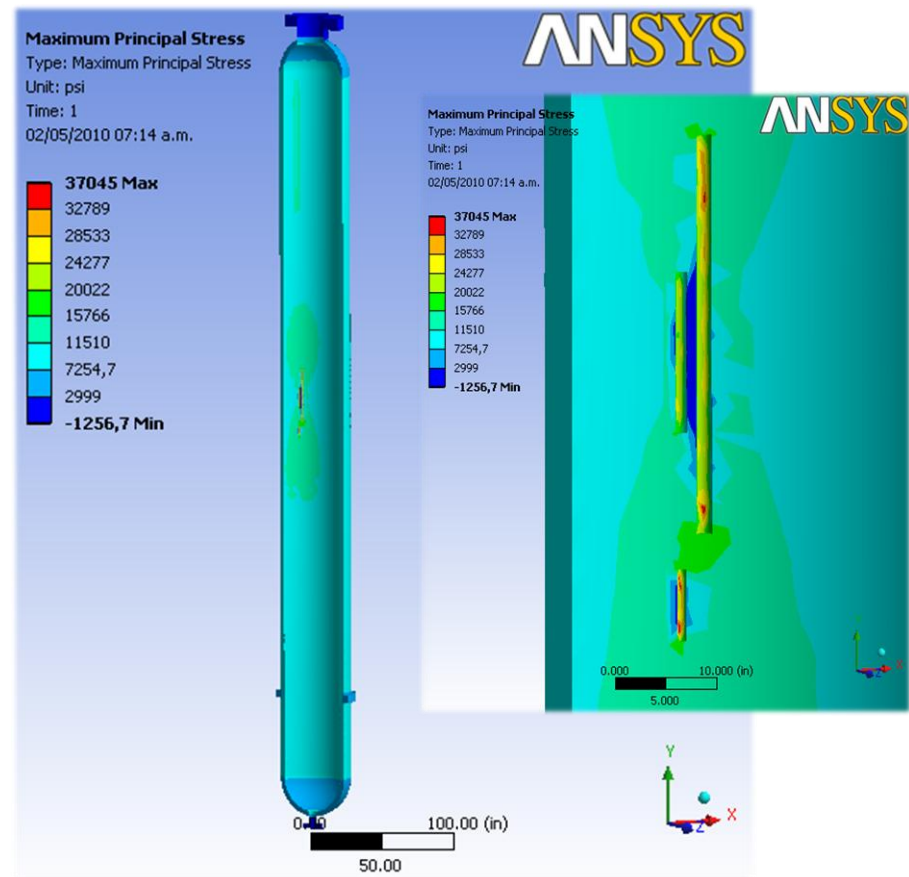 ANSYS
Maximum Principal Stress
Type: Maximum Principal Stress
Unit: psi
Time: 1
02/05/2010 07:14 a.m.
37045 Max
32789
28533
24277
20022
15766
11510
7254,7
2999
-1256,7 Min
0.00
100.00 (in)
50.00
Y
X
Z
ANSYS
Maximum Principal Stress
Type: Maximum Principal Stress
Unit: psi
Time: 1
02/05/2010 07:14 a.m.
37045 Max
32789
28533
24277
20022
15766
11510
7254,7
2999
-1256,7 Min
0.000
10.000 (in)
5.000
Y
X
Z